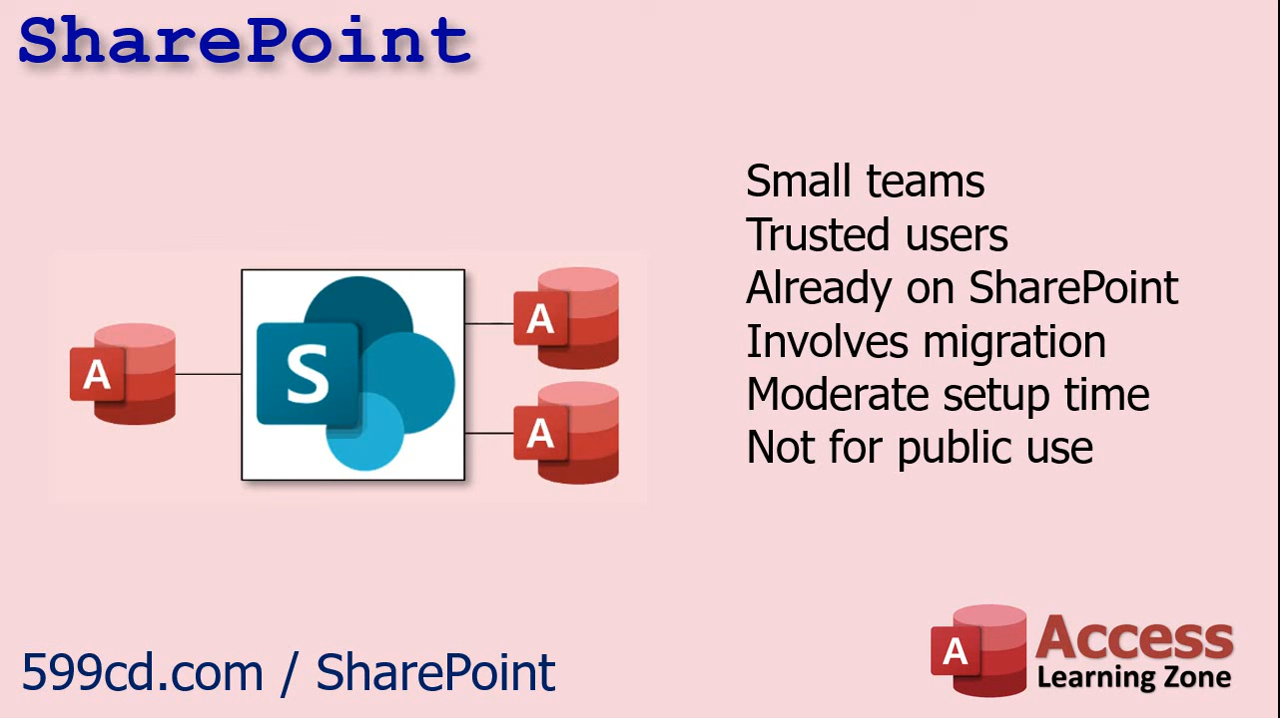 SharePoint
Small teams
Trusted users
Already on SharePoint
Involves migration
Moderate setup time
Not for public use
A
S
A
A
599cd.com / SharePoint
A
Access
Learning Zone